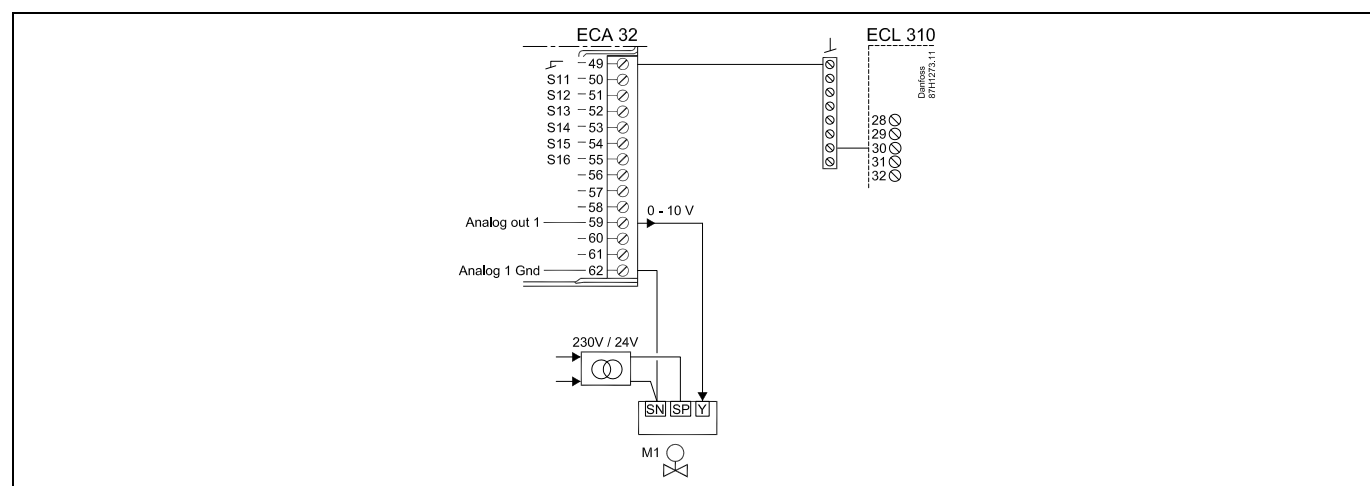 ECA 32
ECL 310
49
S11 50
S12 51
S13 52
S14 53
S15 54
S16 55
56
57
58
Analog out 1 59
60
61
Analog 1 Gnd 62
0 - 10 V
Danfoss
87H1273.11
28
29
30
31
32
230V / 24V
SN SP Y
M1